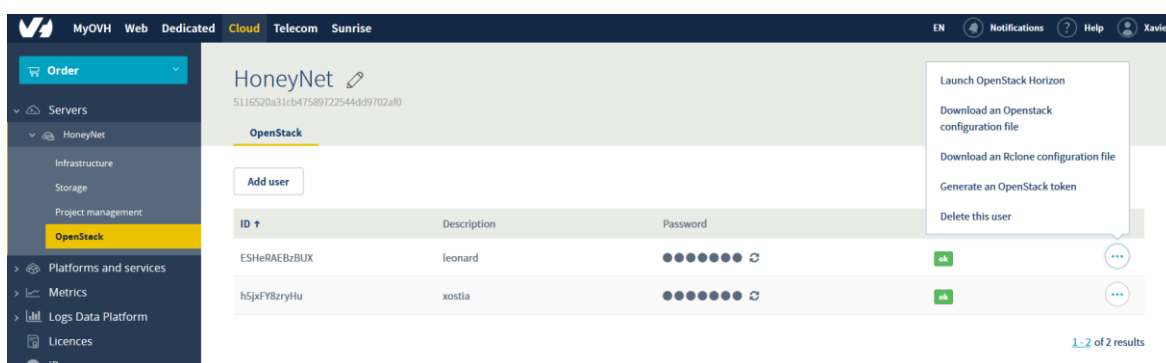 MyOVH Web Dedicated Cloud Telecom Sunrise EN Notifications ? Help Xavie
Order
Servers
HoneyNet
Infrastructure
Storage
Project management
OpenStack
Platforms and services
Metrics
Logs Data Platform
Licences
HoneyNet
5116520a31cb47589722544dd9702af0
OpenStack
Add user
ID ↑ Description Password
ESHeRAEBzBUX leonard ok
h5jxFY8zryHu xostia ok
1 - 2 of 2 results
Launch OpenStack Horizon
Download an Openstack
configuration file
Download an Rclone configuration file
Generate an OpenStack token
Delete this user